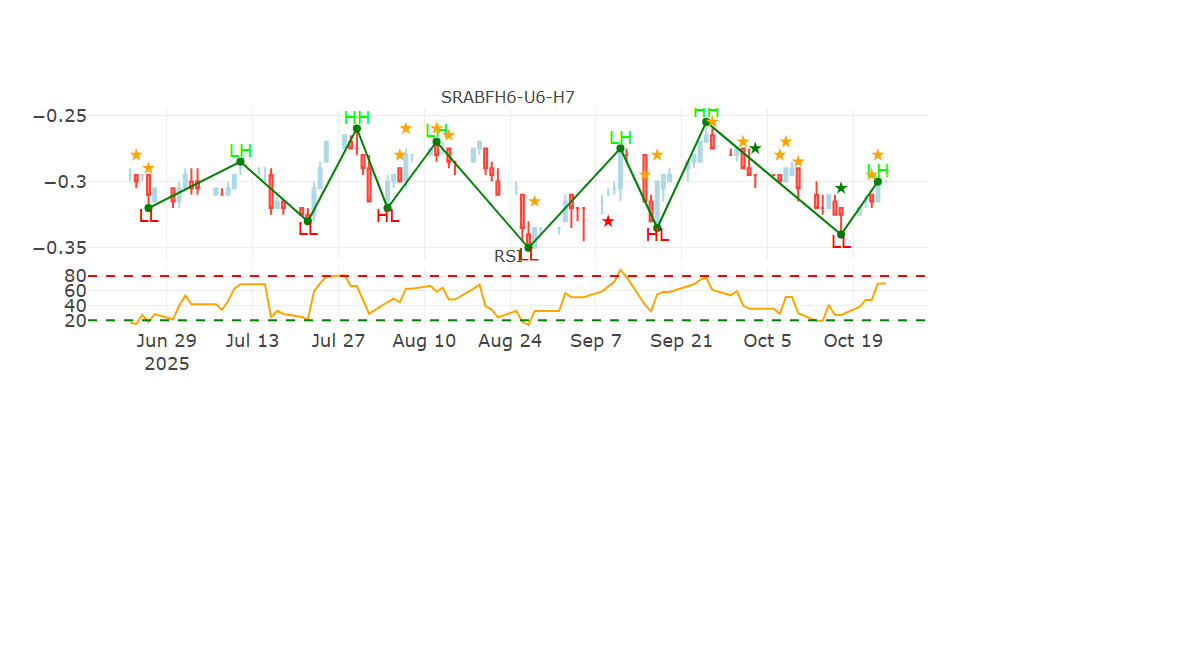 SRABFH6-U6-H7
−0.25
−0.3
−0.35
LL
LH
LL
HH
HL
LH
LL
LH
HL
HH
LL
LH
RSI
80
60
40
20
Jun 29 Jul 13 Jul 27 Aug 10 Aug 24 Sep 7 Sep 21 Oct 5 Oct 19
2025